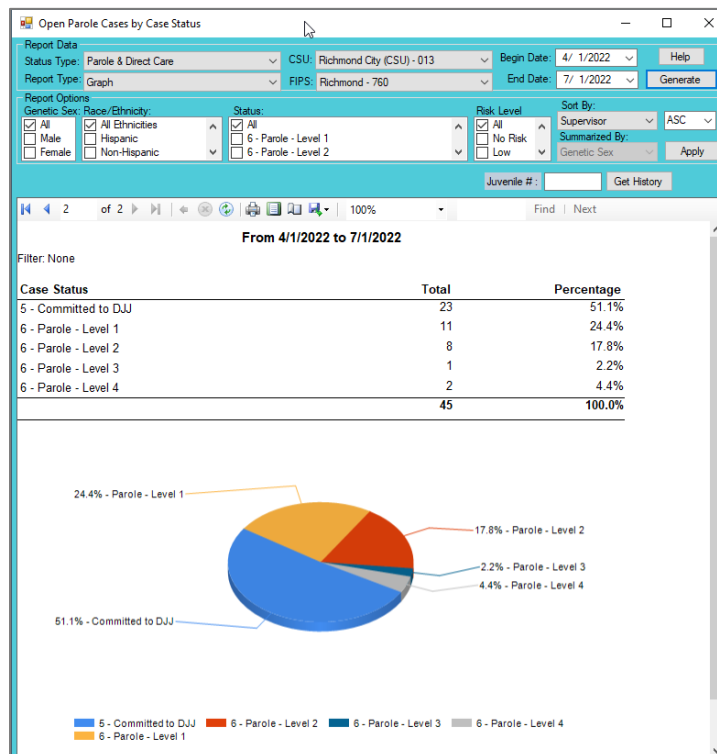 Open Parole Cases by Case Status
Report Data
Status Type: Parole & Direct Care CSU: Richmond City (CSU) - 013 Begin Date: 4/ 1/2022 Help
Report Type: Graph FIPS: Richmond - 760 End Date: 7/ 1/2022 Generate
Report Options
Genetic Sex: Race/Ethnicity: Status: Risk Level Sort By:
All All Ethnicities All All Supervisor ASC
Male Hispanic 6 - Parole - Level 1 No Risk Summarized By:
Female Non-Hispanic 6 - Parole - Level 2 Low Genetic Sex Apply
Juvenile # : Get History
2 of 2 100% Find | Next
From 4/1/2022 to 7/1/2022
Filter: None
Case Status Total Percentage
5 - Committed to DJJ 23 51.1%
6 - Parole - Level 1 11 24.4%
6 - Parole - Level 2 8 17.8%
6 - Parole - Level 3 1 2.2%
6 - Parole - Level 4 2 4.4%
45 100.0%
24.4% - Parole - Level 1
17.8% - Parole - Level 2
2.2% - Parole - Level 3
4.4% - Parole - Level 4
51.1% - Committed to DJJ
5 - Committed to DJJ 6 - Parole - Level 2 6 - Parole - Level 3 6 - Parole - Level 4
6 - Parole - Level 1